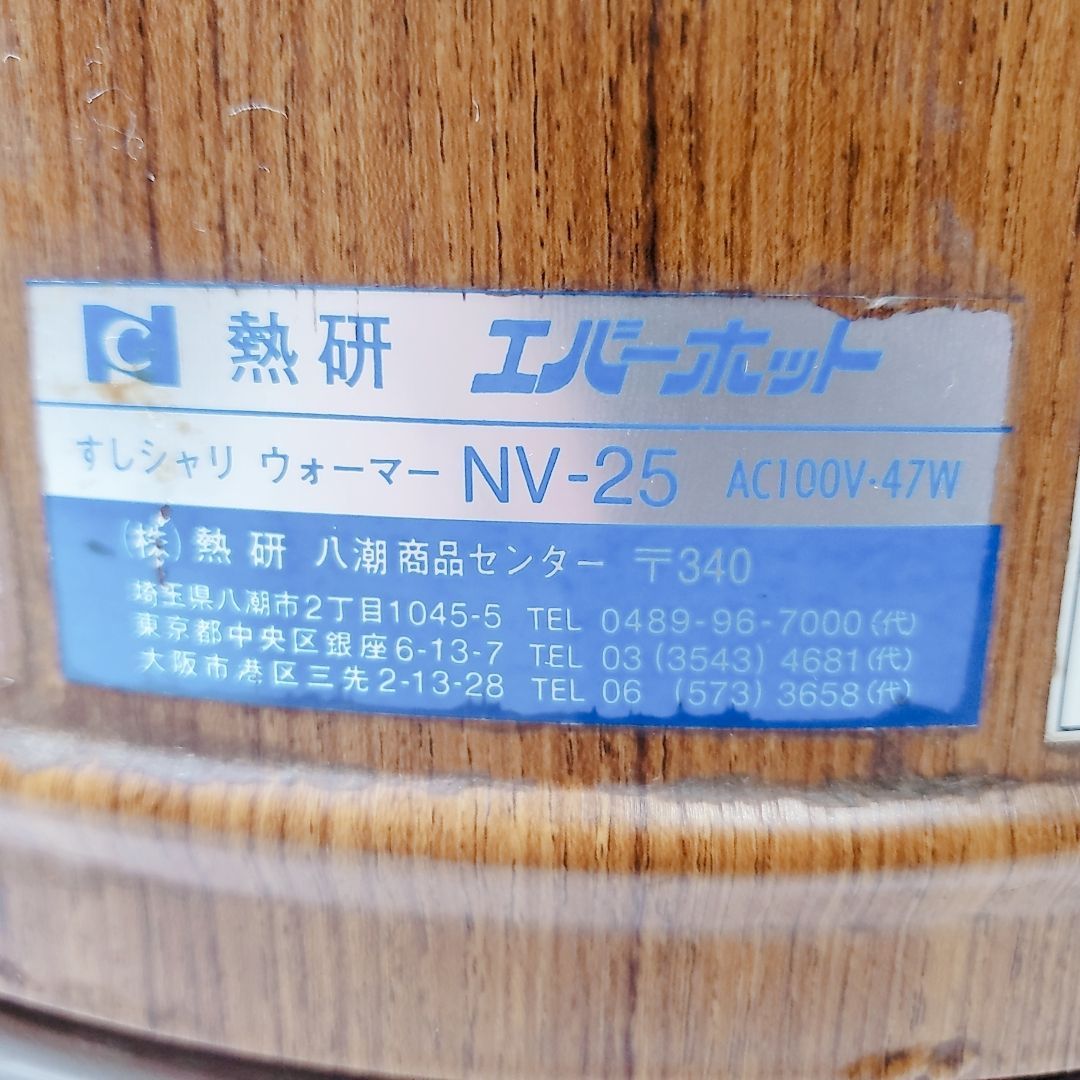 C 熱研 エバーホット
すしシャリ ウォーマー NV-25 AC100V·47W
(株)熱研 八潮商品センター 〒340
埼玉県八潮市2丁目1045-5 TEL 0489-96-7000(代)
東京都中央区銀座6-13-7 TEL 03(3543)4681(代)
大阪市港区三先2-13-28 TEL 06 (573)3658(代)